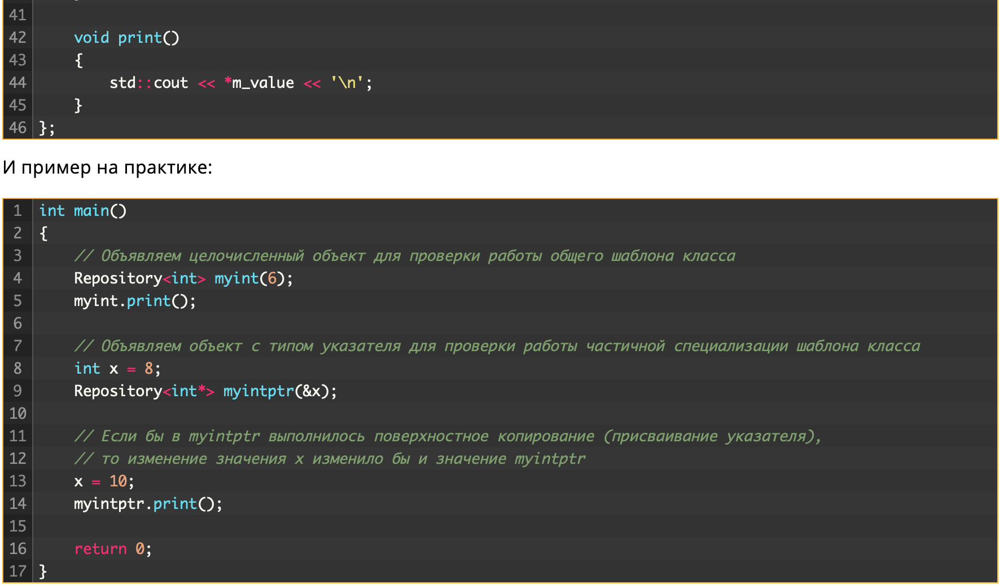 41
42 void print()
43 {
44 std::cout << *m_value << '\n';
45 }
46 };
И пример на практике:
1 int main()
2 {
3 // Объявляем целочисленный объект для проверки работы общего шаблона класса
4 Repository<int> myint(6);
5 myint.print();
6
7 // Объявляем объект с типом указателя для проверки работы частичной специализации шаблона класса
8 int x = 8;
9 Repository<int*> myintptr(&x);
10
11 // Если бы в myintptr выполнилось поверхностное копирование (присваивание указателя),
12 // то изменение значения x изменило бы и значение myintptr
13 x = 10;
14 myintptr.print();
15
16 return 0;
17 }